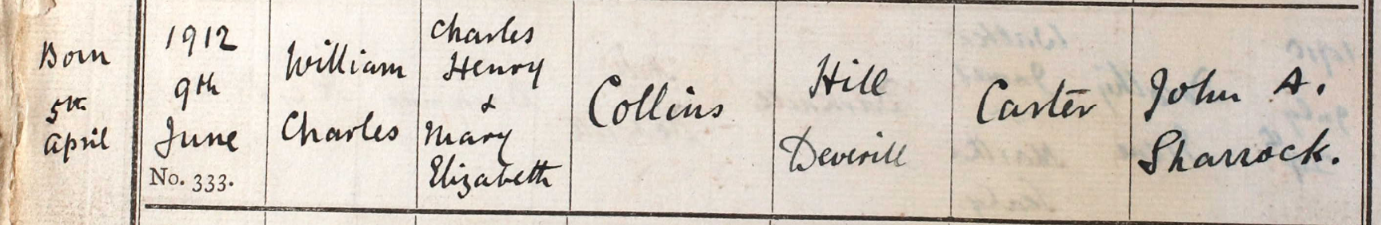 Born
5th
April
1912
9th
June
No. 333.
William
Charles
Charles
Henry
&
Mary
Elizabeth
Collins
Hill
Deverill
Carter
John A.
Sharrock.